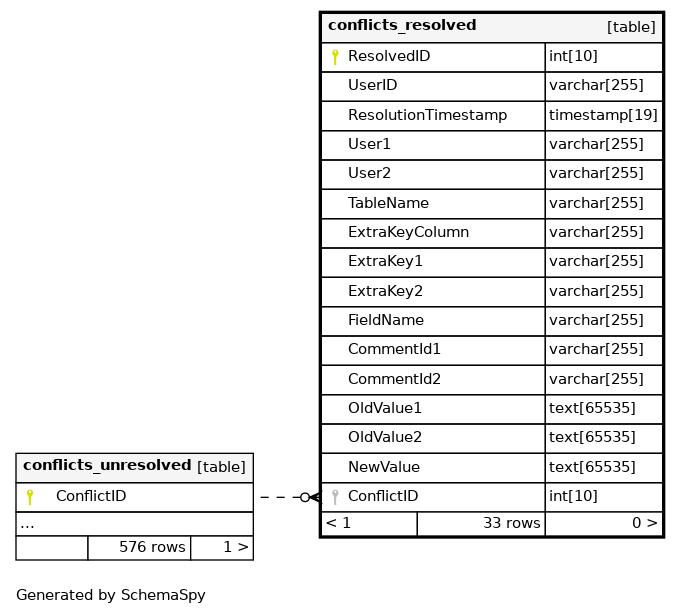 conflicts_resolved [table]
ResolvedID int[10]
UserID varchar[255]
ResolutionTimestamp timestamp[19]
User1 varchar[255]
User2 varchar[255]
TableName varchar[255]
ExtraKeyColumn varchar[255]
ExtraKey1 varchar[255]
ExtraKey2 varchar[255]
FieldName varchar[255]
CommentId1 varchar[255]
CommentId2 varchar[255]
OldValue1 text[65535]
OldValue2 text[65535]
NewValue text[65535]
ConflictID int[10]
< 1 33 rows 0 >
conflicts_unresolved [table]
ConflictID
...
576 rows 1 >
Generated by SchemaSpy